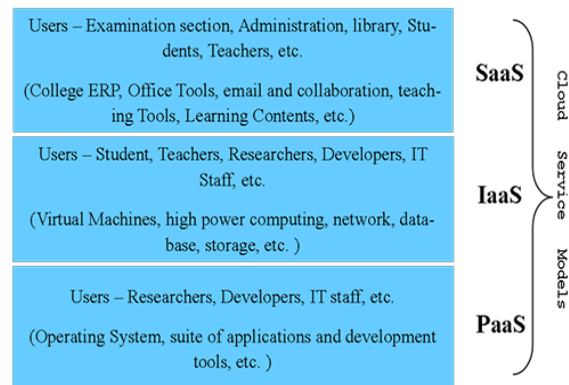 Users – Examination section, Administration, library, Stu-
dents, Teachers, etc.
(College ERP, Office Tools, email and collaboration, teach-
ing Tools, Learning Contents, etc.)
SaaS
Users – Student, Teachers, Researchers, Developers, IT
Staff, etc.
(Virtual Machines, high power computing, network, data-
base, storage, etc. )
IaaS
Users – Researchers, Developers, IT staff, etc.
(Operating System, suite of applications and development
tools, etc. )
PaaS
Cloud Service Models